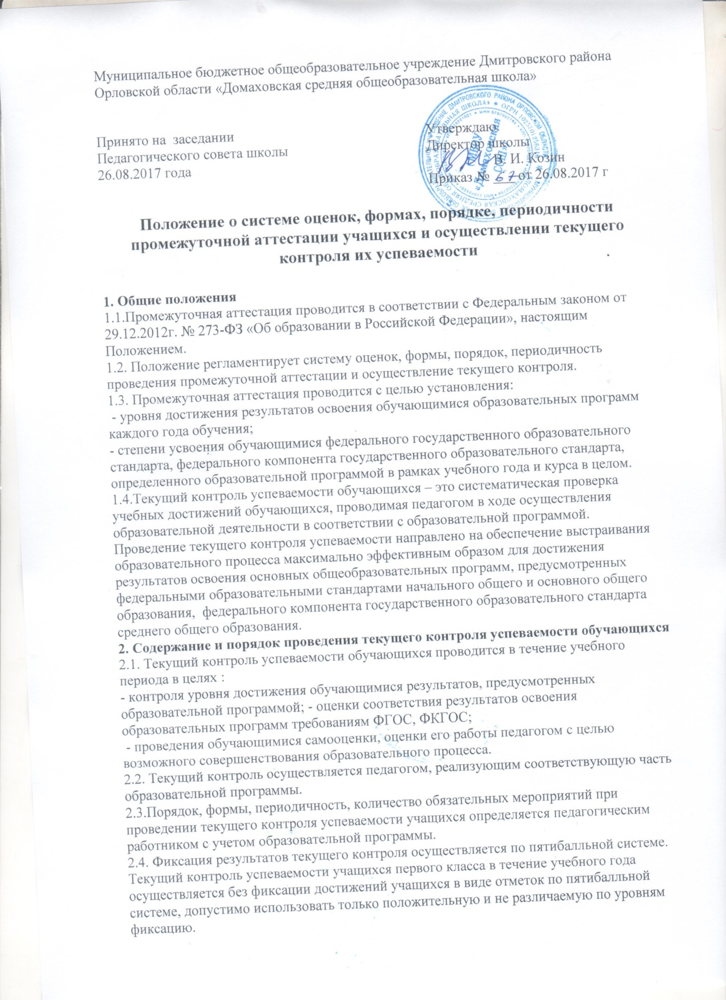 Муниципальное бюджетное общеобразовательное учреждение Дмитровского района
Орловской области «Домаховская средняя общеобразовательная школа»
Принято на  заседании
Педагогического совета школы
26.08.2017 года
Утверждаю
Директор школы
В. И. Козин
Приказ № 67 от 26.08.2017 г
МБОУ
«Домаховская
СОШ»
Положение о системе оценок, формах, порядке, периодичности
промежуточной аттестации учащихся и осуществлении текущего
контроля их успеваемости
1. Общие положения
1.1.Промежуточная аттестация проводится в соответствии с Федеральным законом от
29.12.2012г. № 273-ФЗ «Об образовании в Российской Федерации», настоящим
Положением.
1.2. Положение регламентирует систему оценок, формы, порядок, периодичность
проведения промежуточной аттестации и осуществление текущего контроля.
1.3. Промежуточная аттестация проводится с целью установления:
- уровня достижения результатов освоения обучающимися образовательных программ
каждого года обучения;
- степени усвоения обучающимися федерального государственного образовательного
стандарта, федерального компонента государственного образовательного стандарта,
определенного образовательной программой в рамках учебного года и курса в целом.
1.4.Текущий контроль успеваемости обучающихся – это систематическая проверка
учебных достижений обучающихся, проводимая педагогом в ходе осуществления
образовательной деятельности в соответствии с образовательной программой.
Проведение текущего контроля успеваемости направлено на обеспечение выстраивания
образовательного процесса максимально эффективным образом для достижения
результатов освоения основных общеобразовательных программ, предусмотренных
федеральными образовательными стандартами начального общего и основного общего
образования,  федерального компонента государственного образовательного стандарта
среднего общего образования.
2. Содержание и порядок проведения текущего контроля успеваемости обучающихся
2.1. Текущий контроль успеваемости обучающихся проводится в течение учебного
периода в целях :
- контроля уровня достижения обучающимися результатов, предусмотренных
образовательной программой; - оценки соответствия результатов освоения
образовательных программ требованиям ФГОС, ФКГОС;
- проведения обучающимися самооценки, оценки его работы педагогом с целью
возможного совершенствования образовательного процесса.
2.2. Текущий контроль осуществляется педагогом, реализующим соответствующую часть
образовательной программы.
2.3.Порядок, формы, периодичность, количество обязательных мероприятий при
проведении текущего контроля успеваемости учащихся определяется педагогическим
работником с учетом образовательной программы.
2.4. Фиксация результатов текущего контроля осуществляется по пятибалльной системе.
Текущий контроль успеваемости учащихся первого класса в течение учебного года
осуществляется без фиксации достижений учащихся в виде отметок по пятибалльной
системе, допустимо использовать только положительную и не различаемую по уровням
фиксацию.